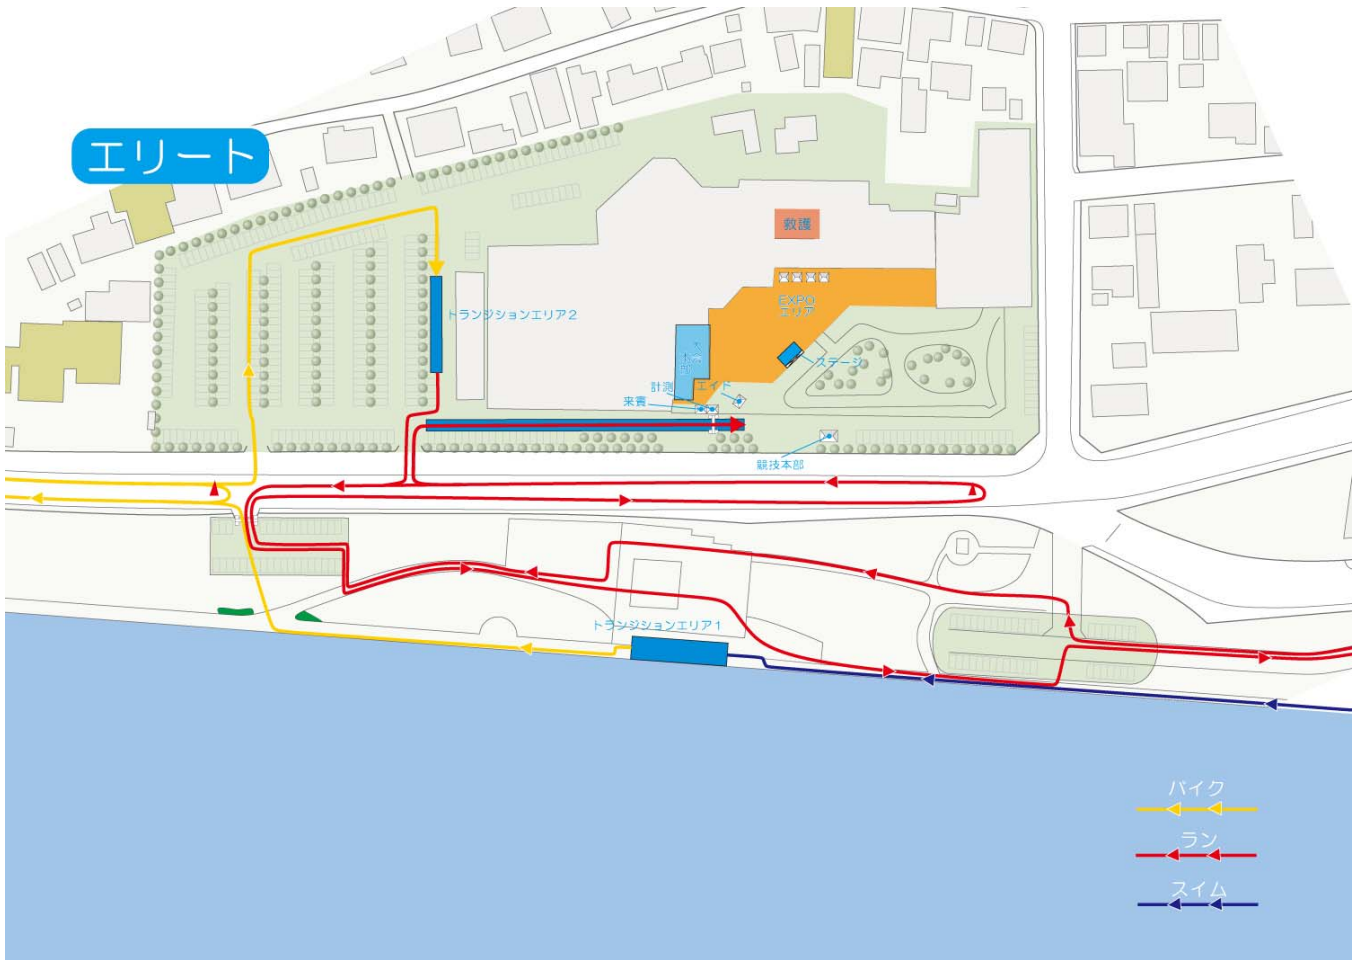 エリート
救護
EXPO
エリア
トランジションエリア2
ステージ
計測
エイド
来賓
競技本部
トランジションエリア1
バイク
ラン
スイム